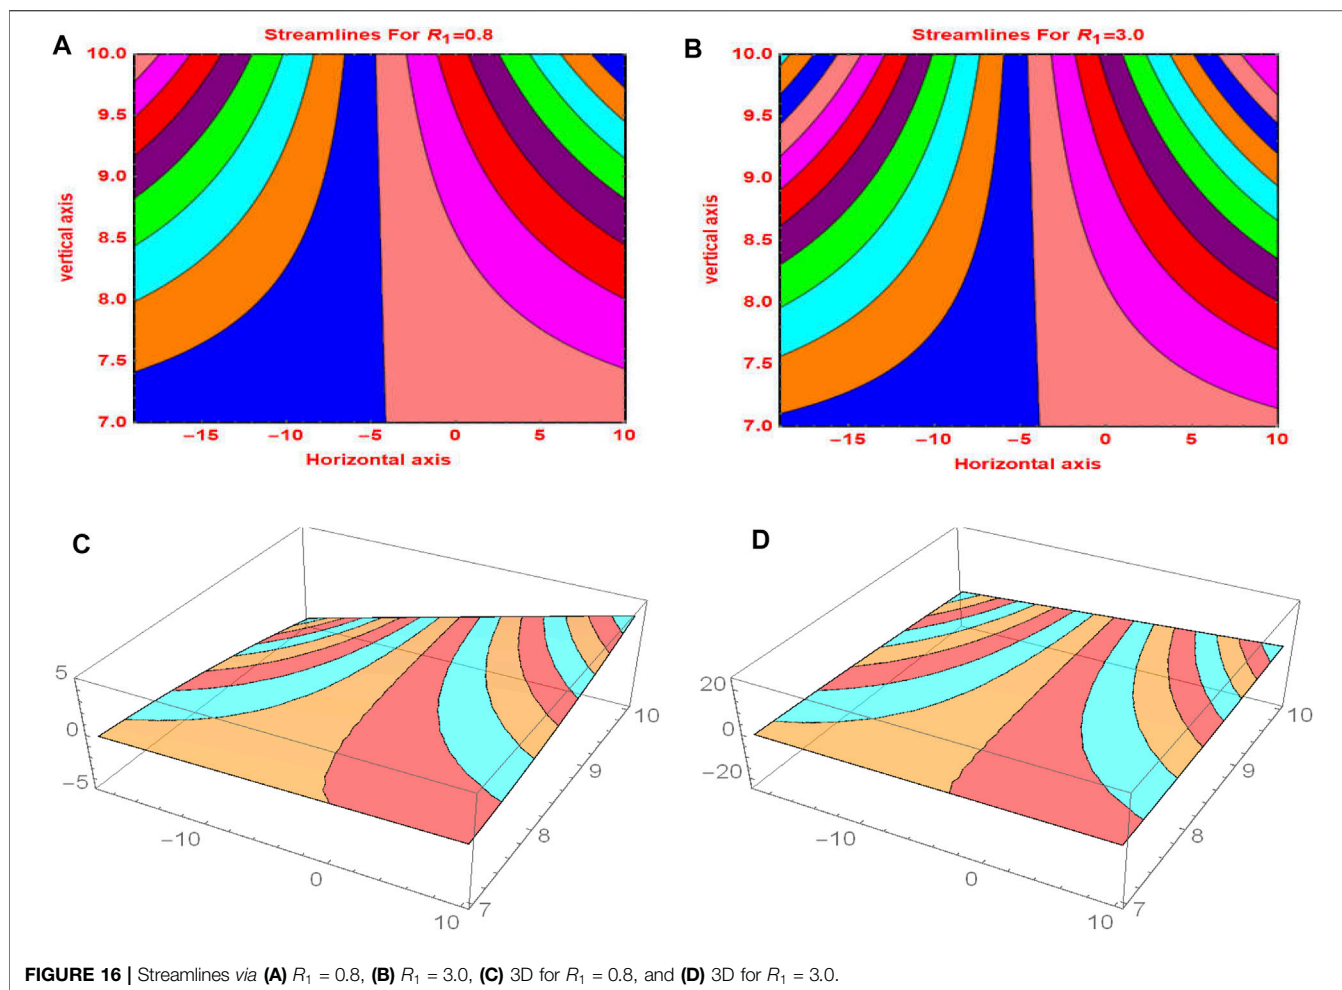 A
Streamlines For R1=0.8
10.0
9.5
9.0
8.5
8.0
7.5
7.0
vertical axis
−15 −10 −5 0 5 10
Horizontal axis
B
Streamlines For R1=3.0
10.0
9.5
9.0
8.5
8.0
7.5
7.0
vertical axis
−15 −10 −5 0 5 10
Horizontal axis
C
5
0
−5
−10
0
10
7
8
9
10
D
20
0
−20
−10
0
10
7
8
9
10
FIGURE 16 | Streamlines via (A) R1 = 0.8, (B) R1 = 3.0, (C) 3D for R1 = 0.8, and (D) 3D for R1 = 3.0.